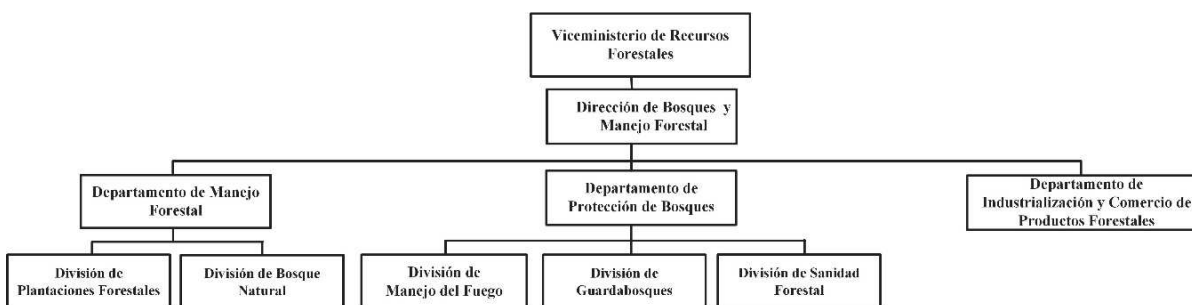 Viceministerio de Recursos
Forestales
Dirección de Bosques y
Manejo Forestal
Departamento de Manejo
Forestal
Departamento de
Protección de Bosques
Departamento de
Industrialización y Comercio de
Productos Forestales
División de
Plantaciones Forestales
División de Bosque
Natural
División de
Manejo del Fuego
División de
Guardabosques
División de Sanidad
Forestal